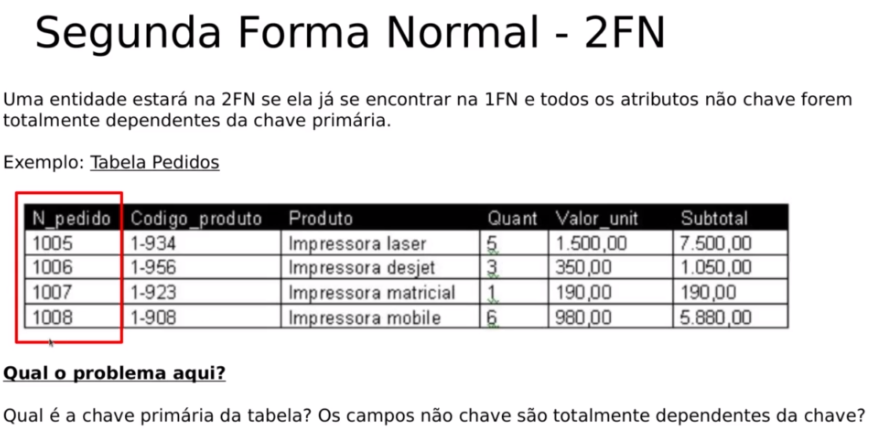 Segunda Forma Normal - 2FN
Uma entidade estará na 2FN se ela já se encontrar na 1FN e todos os atributos não chave forem
totalmente dependentes da chave primária.
Exemplo: Tabela Pedidos
N_pedido Codigo_produto Produto Quant Valor_unit Subtotal
1005 1-934 Impressora laser 5 1.500,00 7.500,00
1006 1-956 Impressora desjet 3 350,00 1.050,00
1007 1-923 Impressora matricial 1 190,00 190,00
1008 1-908 Impressora mobile 6 980,00 5.880,00
Qual o problema aqui?
Qual é a chave primária da tabela? Os campos não chave são totalmente dependentes da chave?